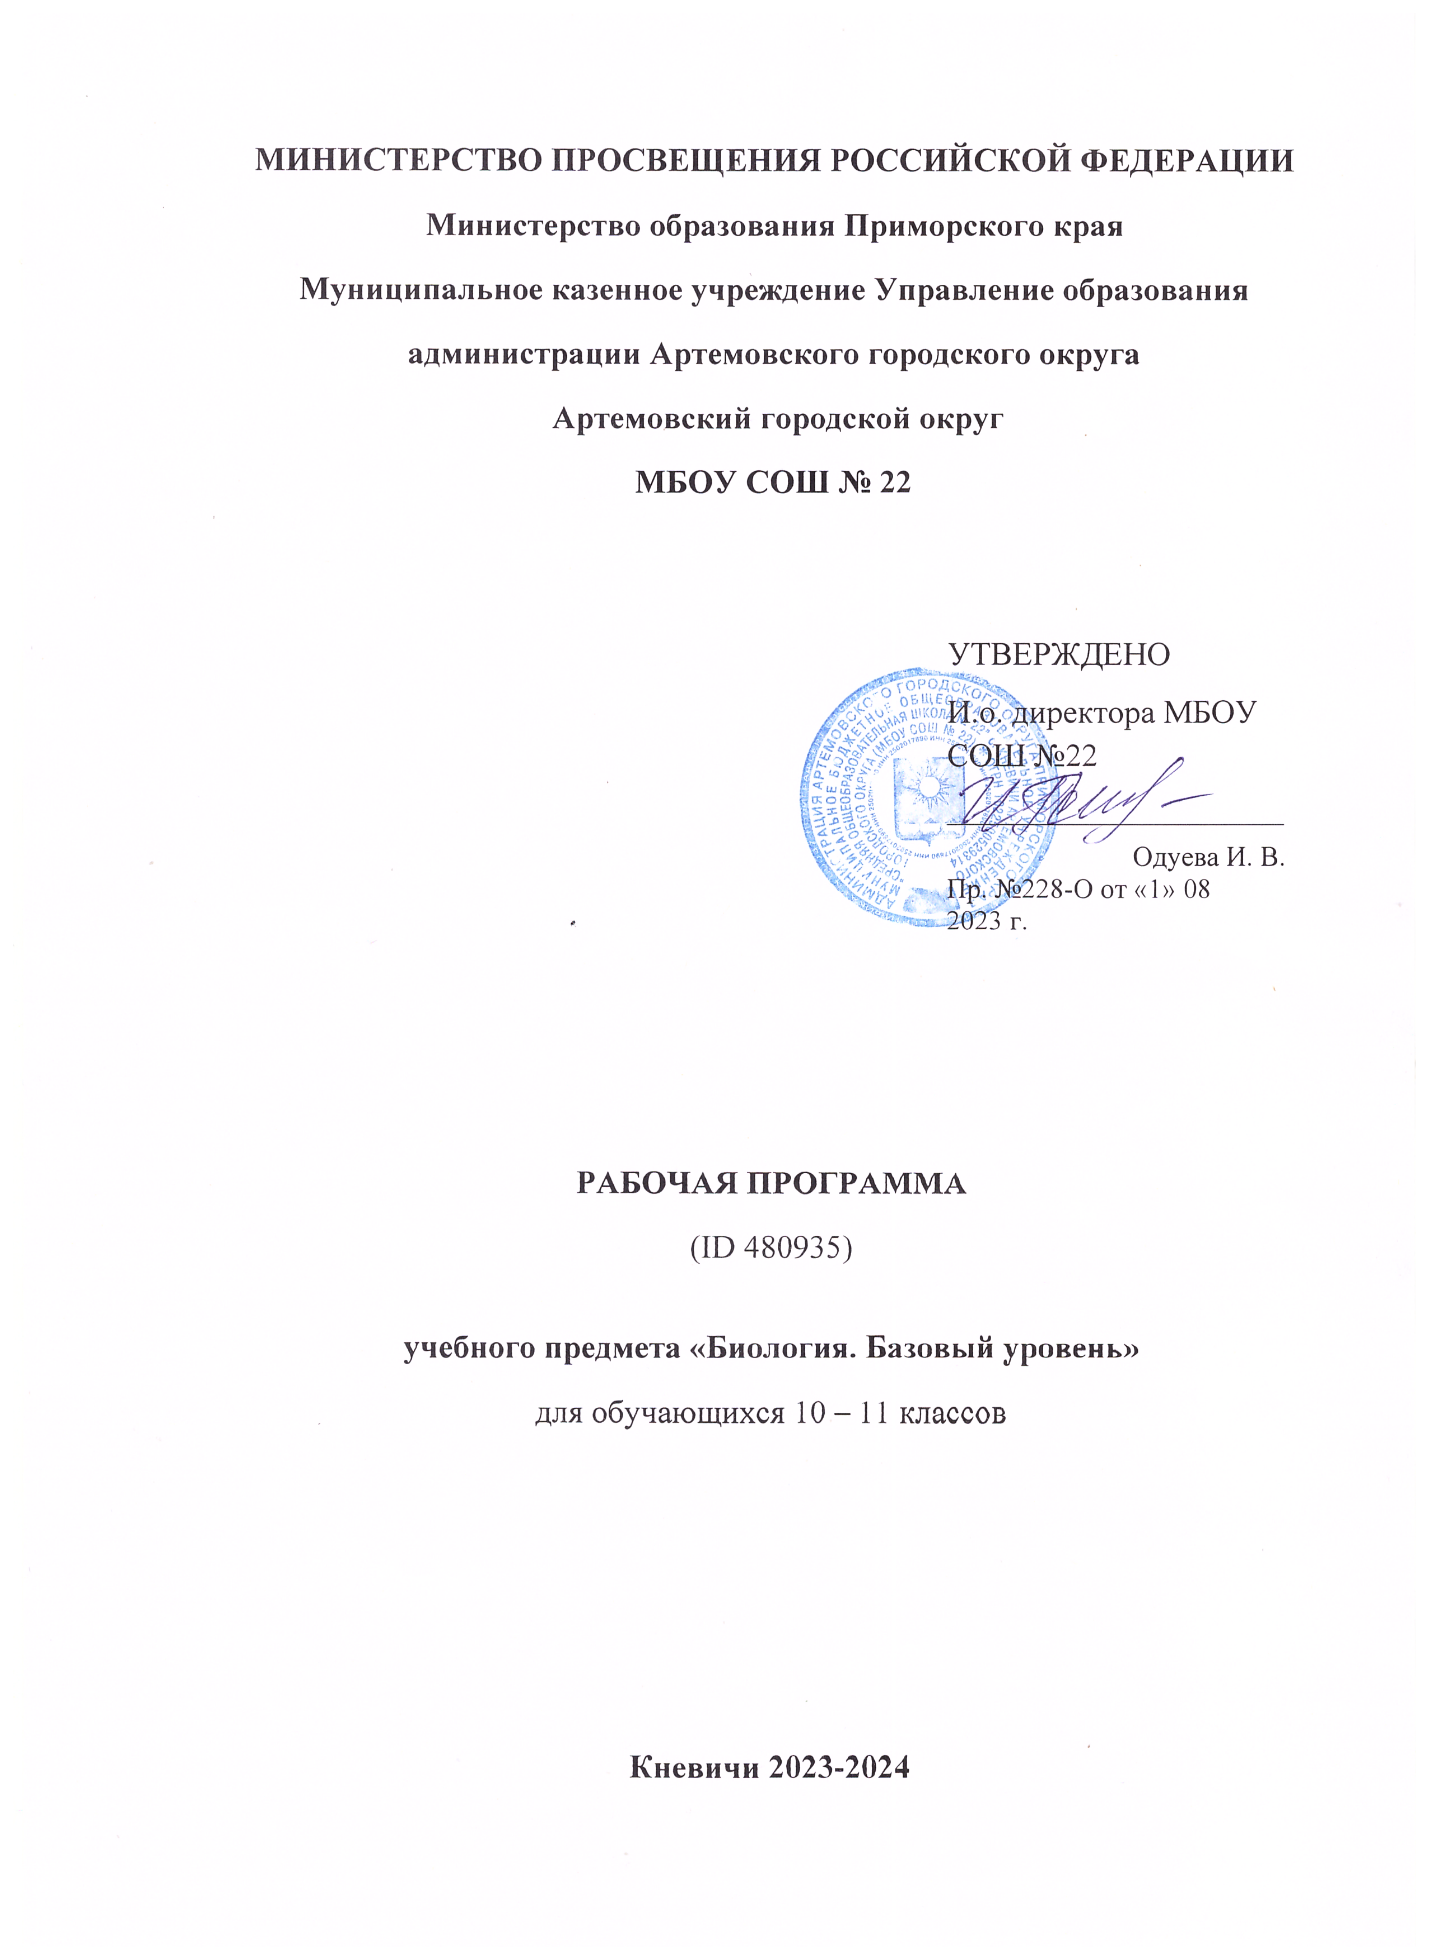 МИНИСТЕРСТВО ПРОСВЕЩЕНИЯ РОССИЙСКОЙ ФЕДЕРАЦИИ
Министерство образования Приморского края
Муниципальное казенное учреждение Управление образования
администрации Артемовского городского округа
Артемовский городской округ
МБОУ СОШ № 22
УТВЕРЖДЕНО
И.о. директора МБОУ
СОШ №22
Одуева И. В.
Пр. №228-О от «1» 08
2023 г.
РАБОЧАЯ ПРОГРАММА
(ID 480935)
учебного предмета «Биология. Базовый уровень»
для обучающихся 10 – 11 классов
Кневичи 2023-2024